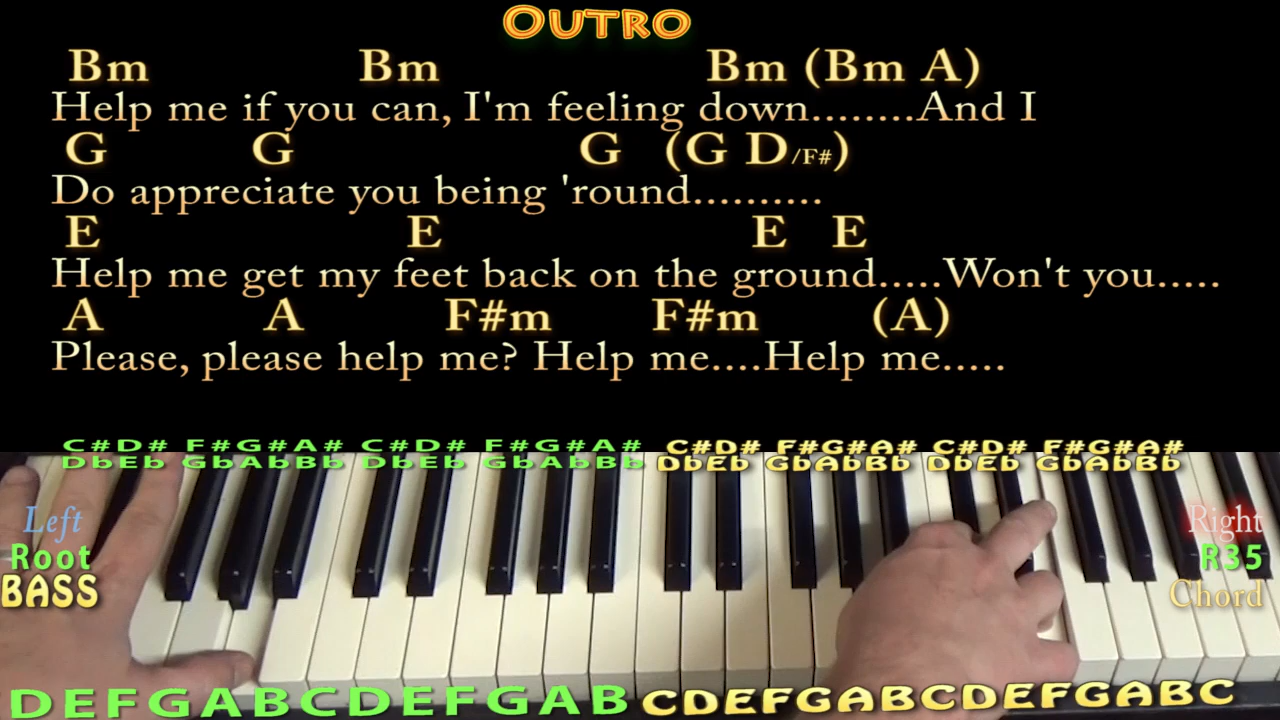 OUTRO
Bm Bm Bm (Bm A)
Help me if you can, I'm feeling down........And I
G G G (G D/F#)
Do appreciate you being 'round..........
E E E E
Help me get my feet back on the ground.....Won't you.....
A A F#m F#m (A)
Please, please help me? Help me....Help me.....
C#D# F#G#A# C#D# F#G#A# C#D# F#G#A# C#D# F#G#A#
DbEb GbAbBb DbEb GbAbBb DbEb GbAbBb DbEb GbAbBb
Left
Root
BASS
Right
R35
Chord
DEFGABCDEFGAB CDEFGABCDEFGABC